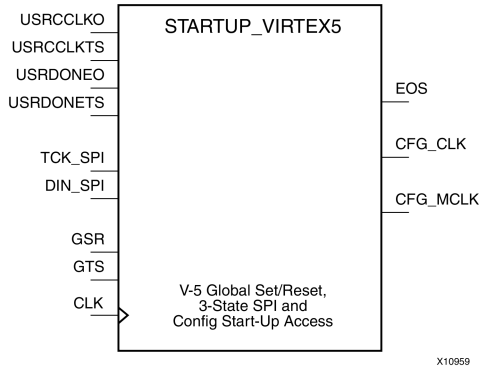 USRCCLKO
USRCCLKTS
USRDONEO
USRDONETS
TCK_SPI
DIN_SPI
GSR
GTS
CLK
STARTUP_VIRTEX5
V-5 Global Set/Reset,
3-State SPI and
Config Start-Up Access
EOS
CFG_CLK
CFG_MCLK
X10959